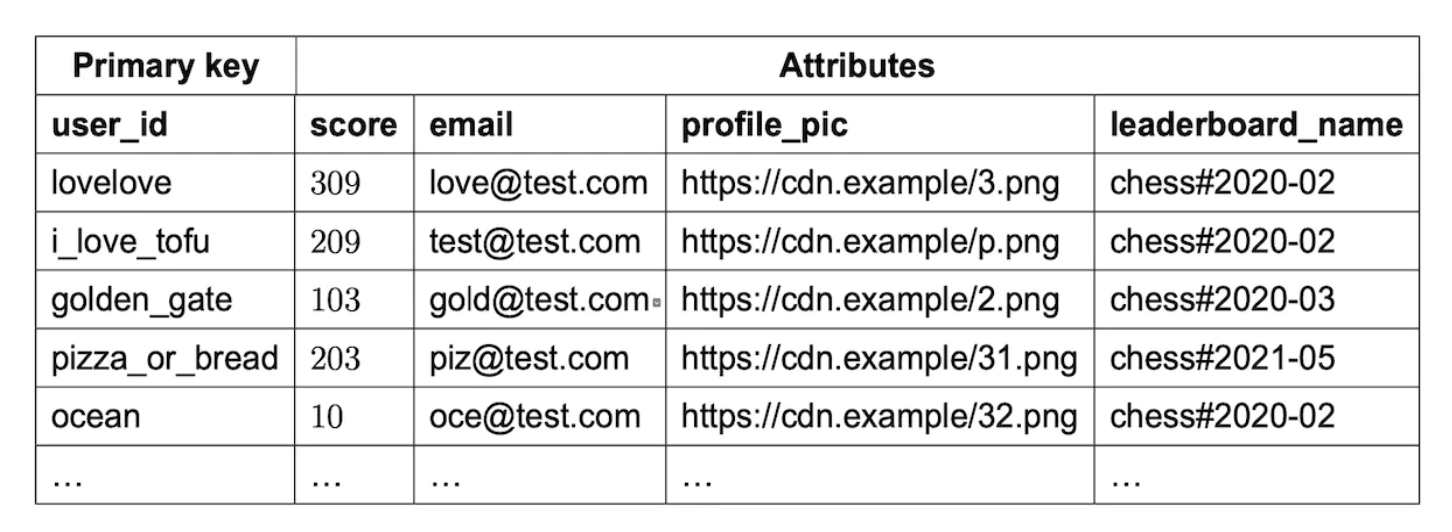 Primary key Attributes
user_id score email profile_pic leaderboard_name
lovelove 309 love@test.com https://cdn.example/3.png chess#2020-02
i_love_tofu 209 test@test.com https://cdn.example/p.png chess#2020-02
golden_gate 103 gold@test.com https://cdn.example/2.png chess#2020-03
pizza_or_bread 203 piz@test.com https://cdn.example/31.png chess#2021-05
ocean 10 oce@test.com https://cdn.example/32.png chess#2020-02
… … … … …